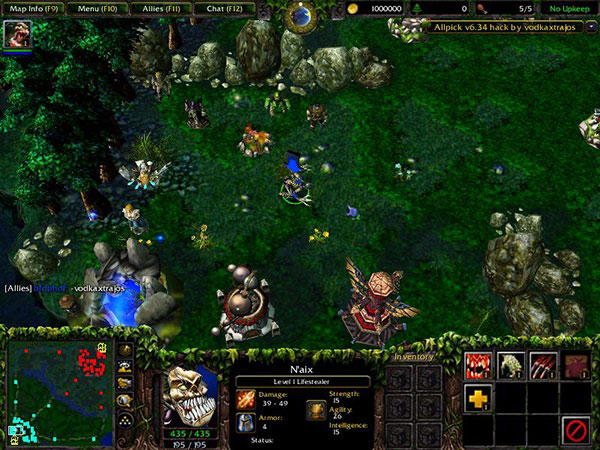 Map Info (F9) Menu (F10) Allies (F11) Chat (F12) 1000000 0 5/5 No Upkeep
Allpick v6.34 hack by vodkaxtrajos
[Allies] -vodkaxtrajos
N'aix
Level 1 Lifestealer
Damage:
39 - 49
Armor:
4
Status:
Strength:
15
Agility:
26
Intelligence:
15
Inventory
435 / 435
195 / 195